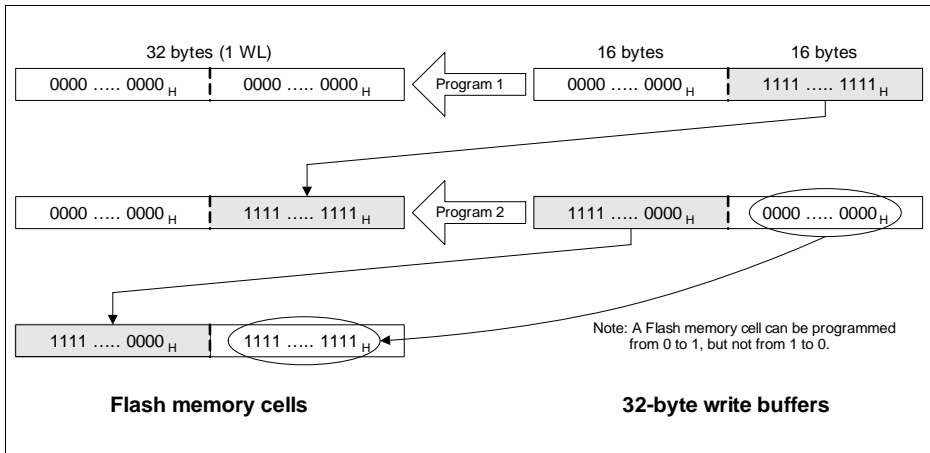 32 bytes (1 WL) 16 bytes 16 bytes
0000 ..... 0000 H 0000 ..... 0000 H Program 1 0000 ..... 0000 H 1111 ..... 1111 H
0000 ..... 0000 H 1111 ..... 1111 H Program 2 1111 ..... 0000 H 0000 ..... 0000 H
1111 ..... 0000 H 1111 ..... 1111 H
Note: A Flash memory cell can be programmed
from 0 to 1, but not from 1 to 0.
Flash memory cells 32-byte write buffers